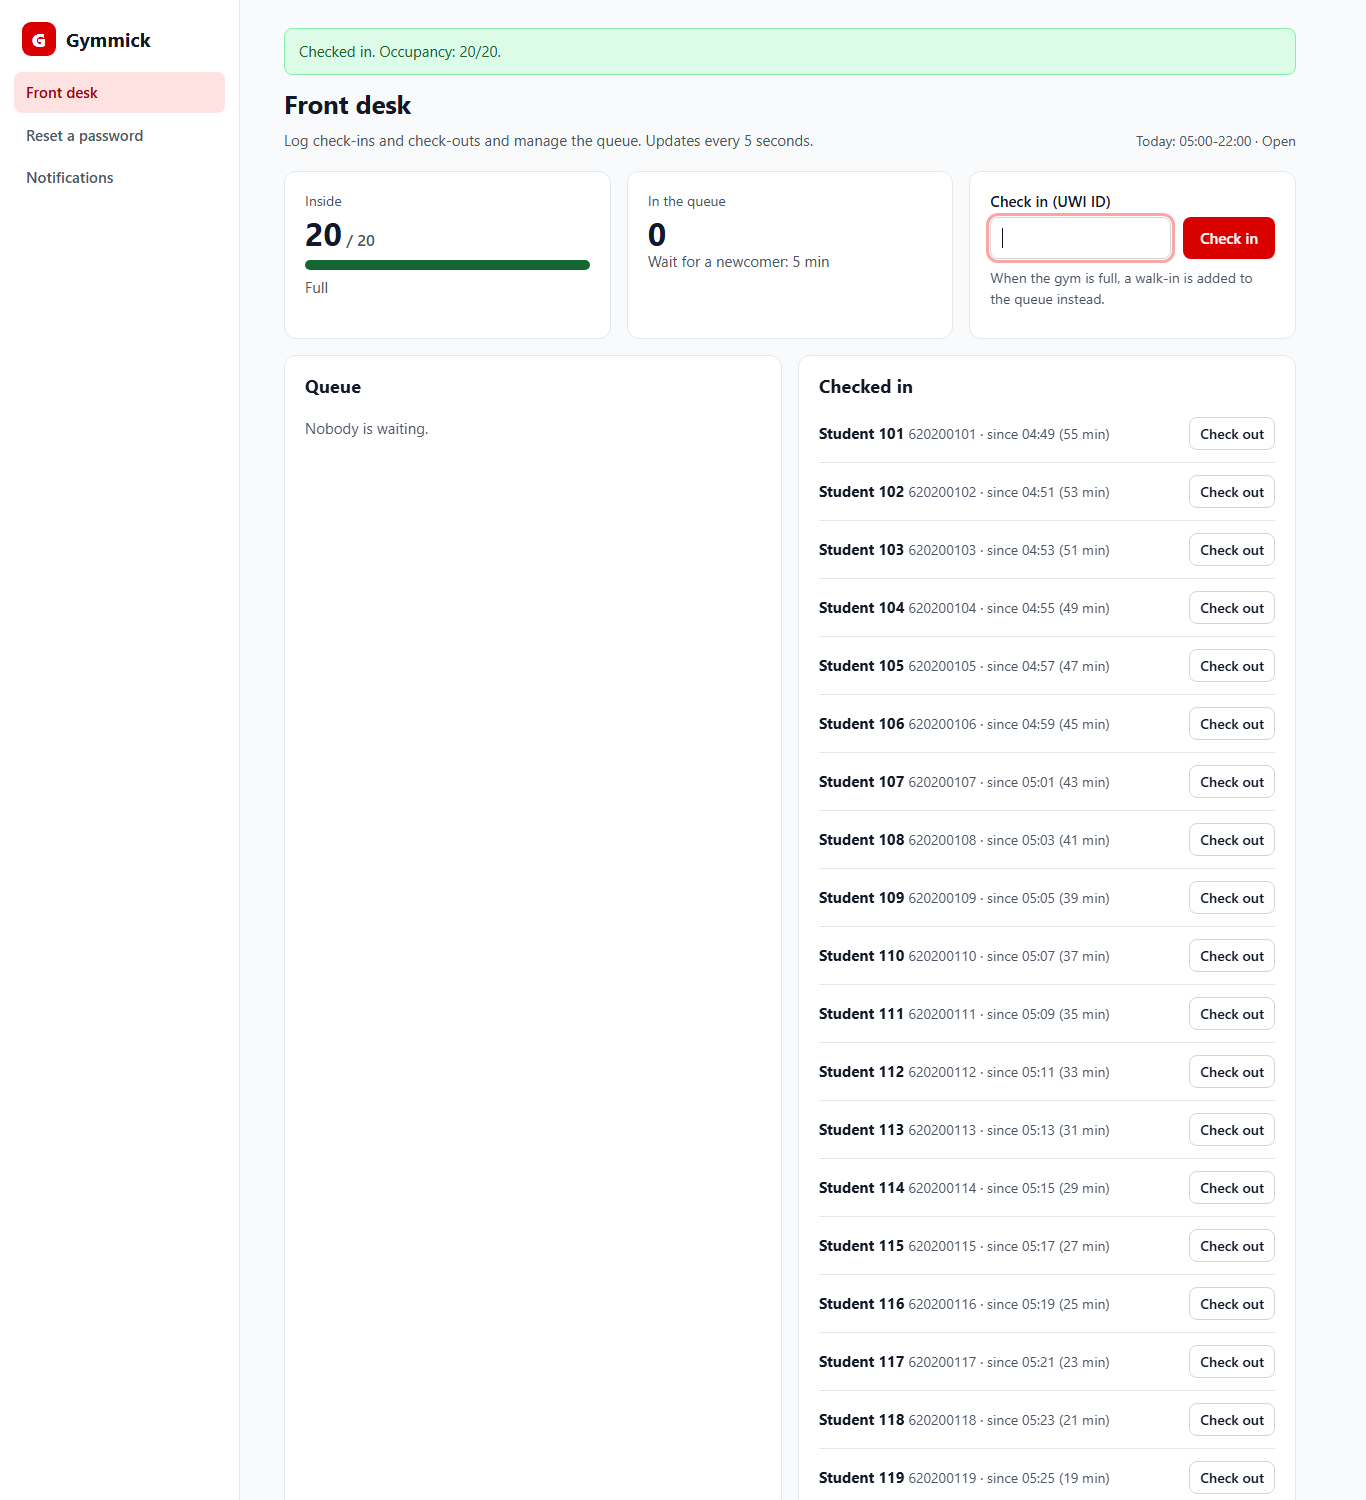 G Gymmick
Front desk
Reset a password
Notifications
Checked in. Occupancy: 20/20.
Front desk
Log check-ins and check-outs and manage the queue. Updates every 5 seconds.
Today: 05:00-22:00 · Open
Inside
20 / 20
Full
In the queue
0
Wait for a newcomer: 5 min
Check in (UWI ID)
Check in
When the gym is full, a walk-in is added to
the queue instead.
Queue
Nobody is waiting.
Checked in
Student 101 620200101 · since 04:49 (55 min) Check out
Student 102 620200102 · since 04:51 (53 min) Check out
Student 103 620200103 · since 04:53 (51 min) Check out
Student 104 620200104 · since 04:55 (49 min) Check out
Student 105 620200105 · since 04:57 (47 min) Check out
Student 106 620200106 · since 04:59 (45 min) Check out
Student 107 620200107 · since 05:01 (43 min) Check out
Student 108 620200108 · since 05:03 (41 min) Check out
Student 109 620200109 · since 05:05 (39 min) Check out
Student 110 620200110 · since 05:07 (37 min) Check out
Student 111 620200111 · since 05:09 (35 min) Check out
Student 112 620200112 · since 05:11 (33 min) Check out
Student 113 620200113 · since 05:13 (31 min) Check out
Student 114 620200114 · since 05:15 (29 min) Check out
Student 115 620200115 · since 05:17 (27 min) Check out
Student 116 620200116 · since 05:19 (25 min) Check out
Student 117 620200117 · since 05:21 (23 min) Check out
Student 118 620200118 · since 05:23 (21 min) Check out
Student 119 620200119 · since 05:25 (19 min) Check out